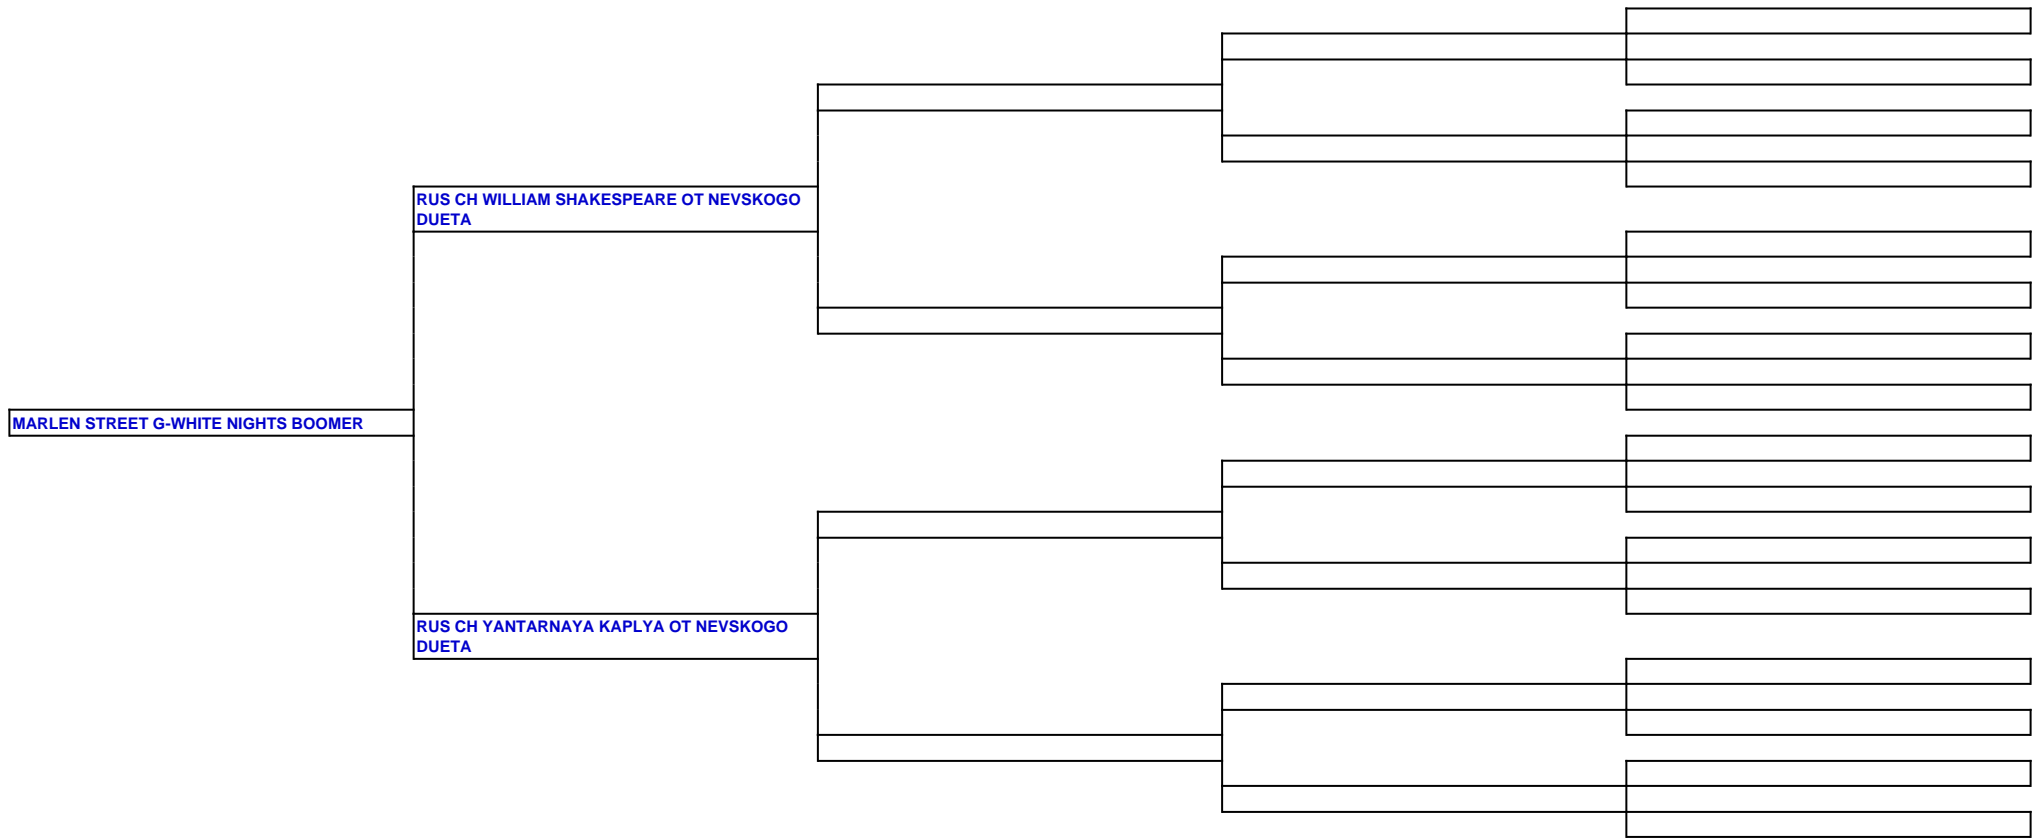 RUS CH WILLIAM SHAKESPEARE OT NEVSKOGO
DUETA
MARLEN STREET G-WHITE NIGHTS BOOMER
RUS CH YANTARNAYA KAPLYA OT NEVSKOGO
DUETA